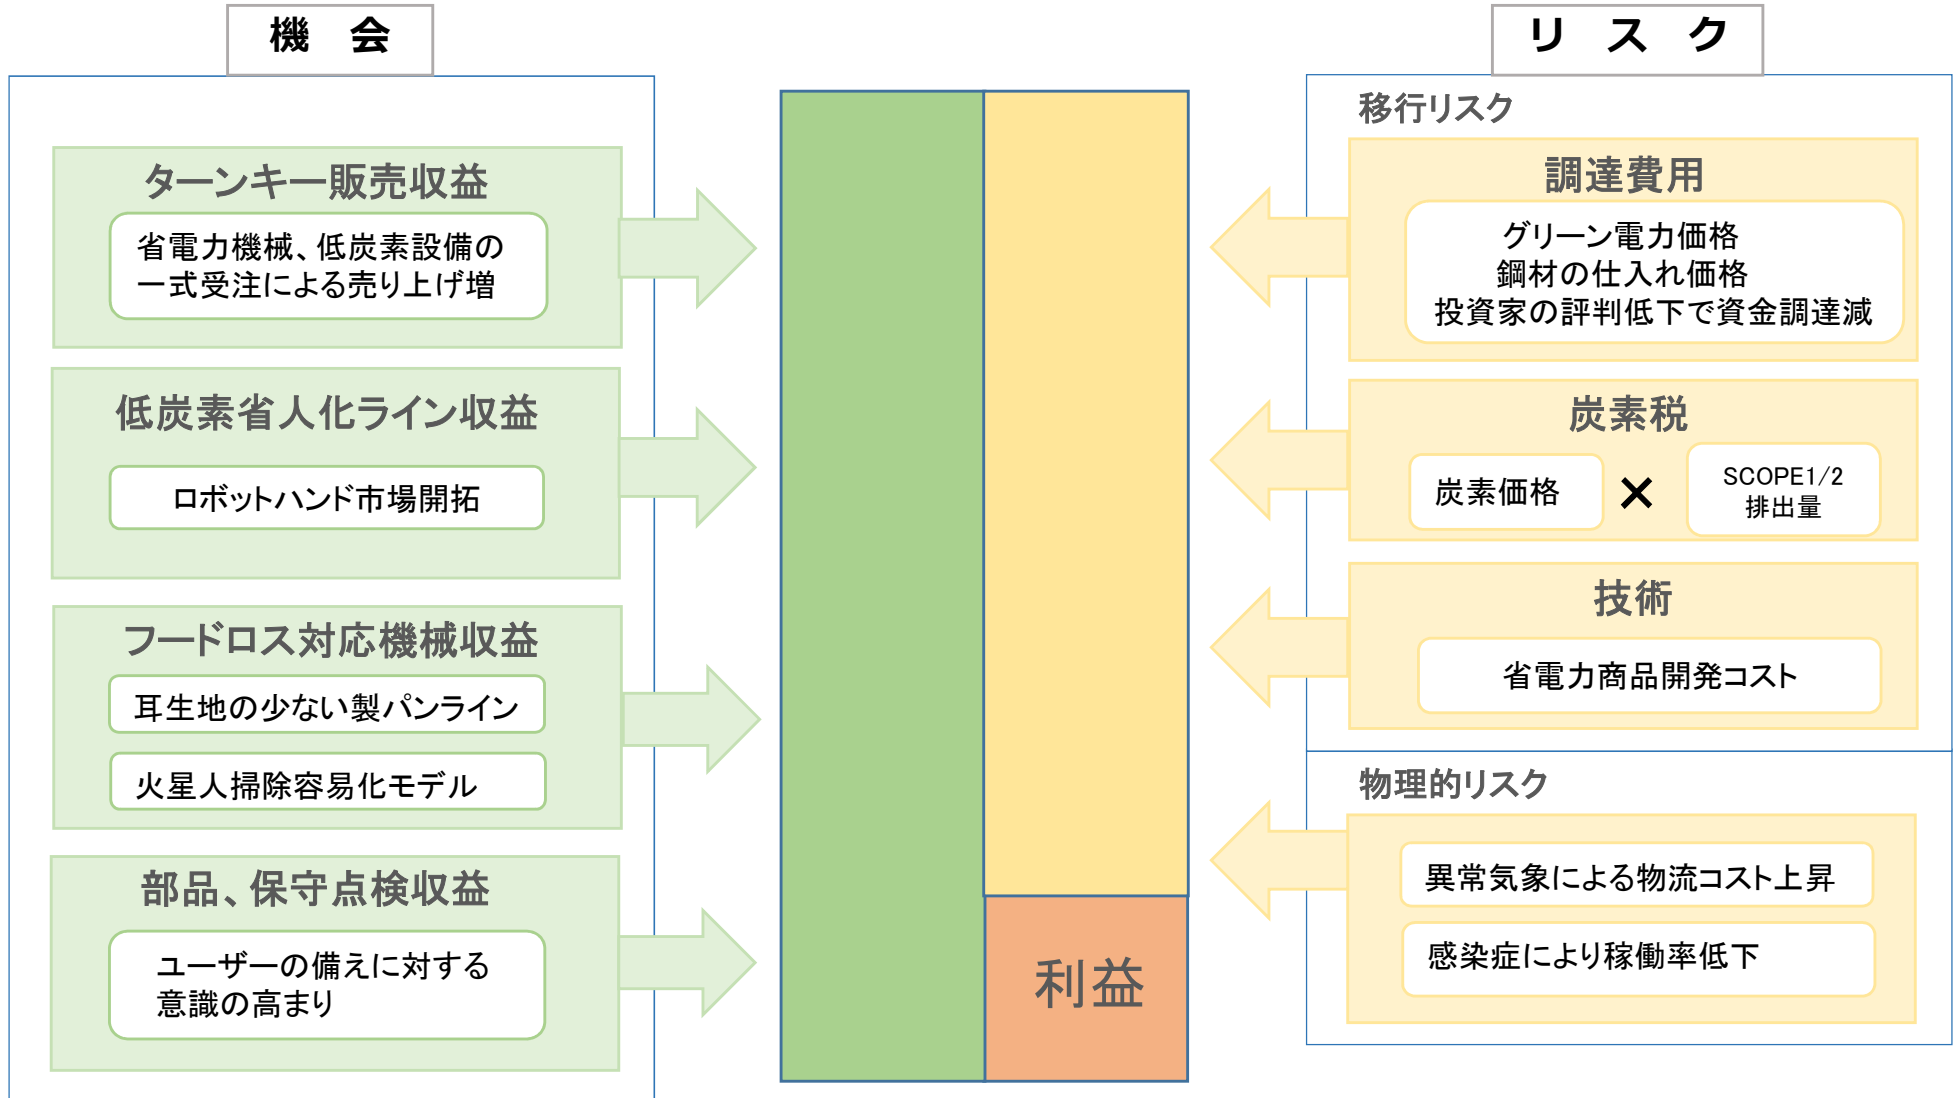 機　会
ターンキー販売収益
省電力機械、低炭素設備の
一式受注による売り上げ増
低炭素省人化ライン収益
ロボットハンド市場開拓
フードロス対応機械収益
耳生地の少ない製パンライン
火星人掃除容易化モデル
部品、保守点検収益
ユーザーの備えに対する
意識の高まり
利益
リ　ス　ク
移行リスク
調達費用
グリーン電力価格
鋼材の仕入れ価格
投資家の評判低下で資金調達減
炭素税
炭素価格
×
SCOPE1/2
排出量
技術
省電力商品開発コスト
物理的リスク
異常気象による物流コスト上昇
感染症により稼働率低下